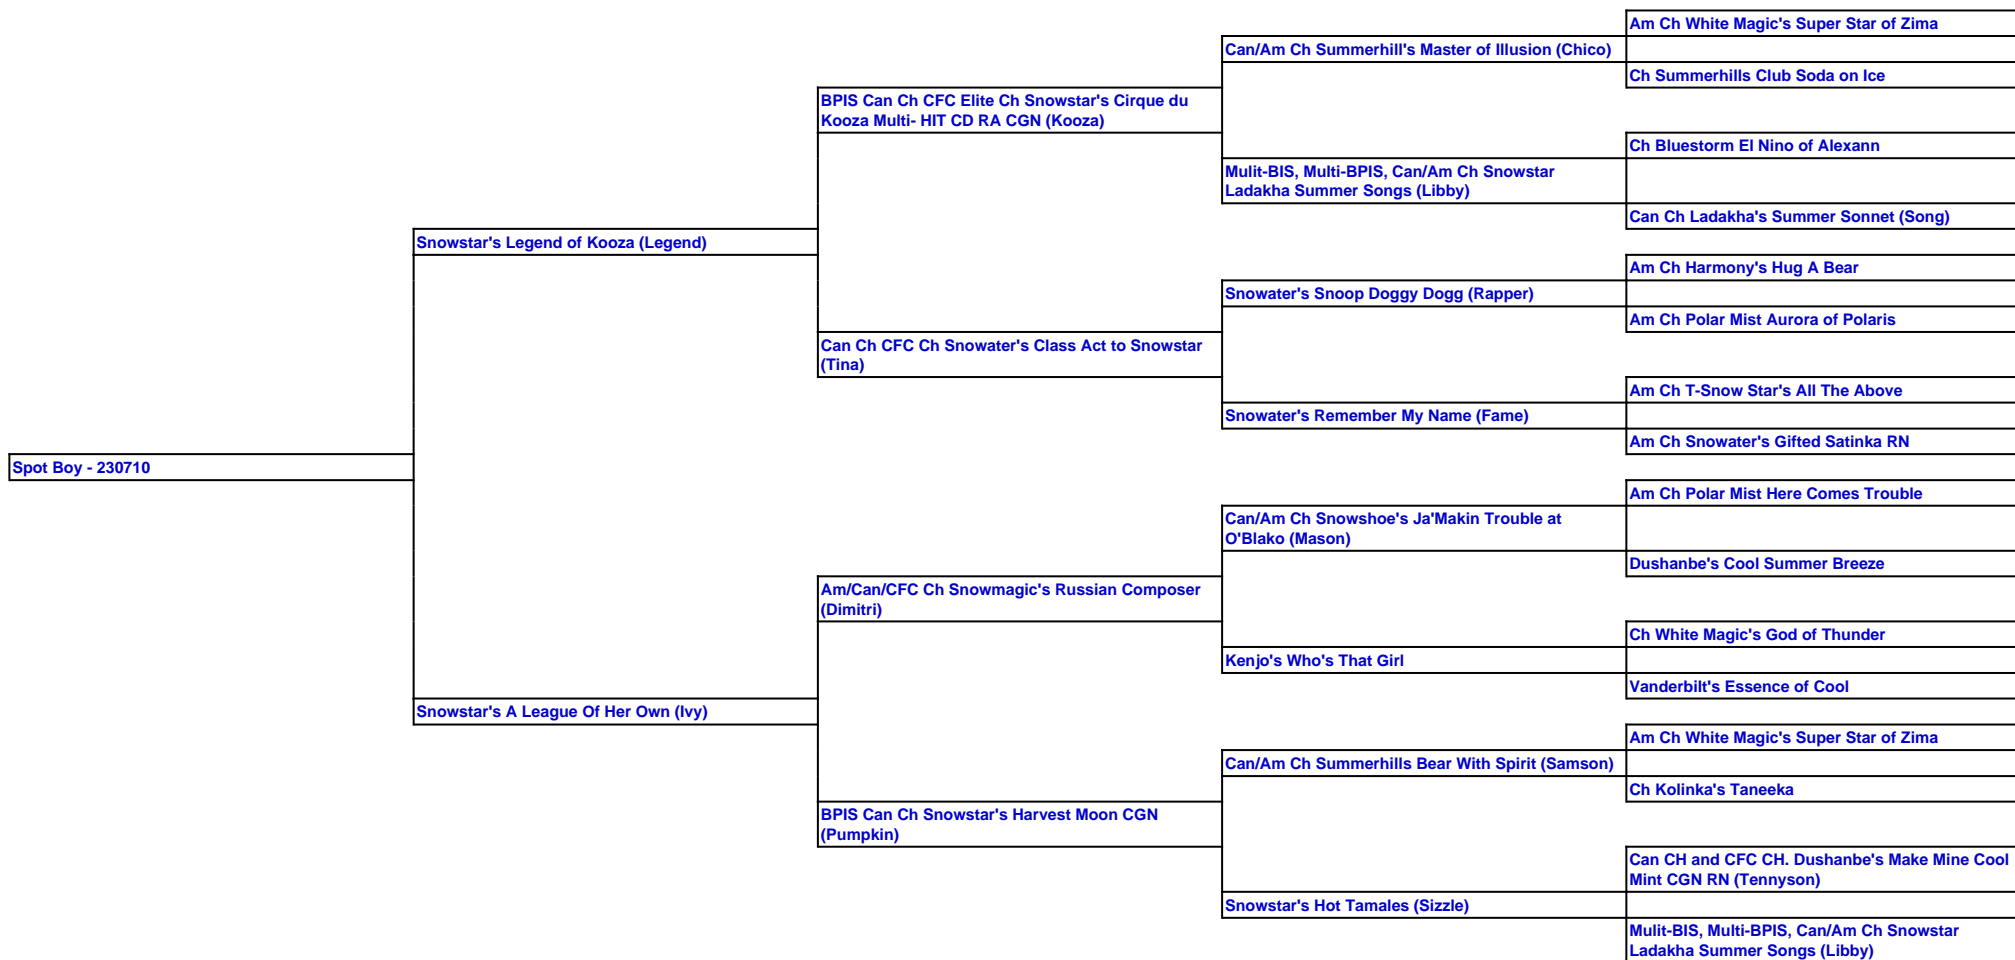 Am Ch White Magic's Super Star of Zima
Can/Am Ch Summerhill's Master of Illusion (Chico)
Ch Summerhills Club Soda on Ice
BPIS Can Ch CFC Elite Ch Snowstar's Cirque du
Kooza Multi- HIT CD RA CGN (Kooza)
Ch Bluestorm El Nino of Alexann
Mulit-BIS, Multi-BPIS, Can/Am Ch Snowstar
Ladakha Summer Songs (Libby)
Can Ch Ladakha's Summer Sonnet (Song)
Snowstar's Legend of Kooza (Legend)
Am Ch Harmony's Hug A Bear
Snowater's Snoop Doggy Dogg (Rapper)
Am Ch Polar Mist Aurora of Polaris
Can Ch CFC Ch Snowater's Class Act to Snowstar
(Tina)
Am Ch T-Snow Star's All The Above
Snowater's Remember My Name (Fame)
Am Ch Snowater's Gifted Satinka RN
Spot Boy - 230710
Am Ch Polar Mist Here Comes Trouble
Can/Am Ch Snowshoe's Ja'Makin Trouble at
O'Blako (Mason)
Dushanbe's Cool Summer Breeze
Am/Can/CFC Ch Snowmagic's Russian Composer
(Dimitri)
Ch White Magic's God of Thunder
Kenjo's Who's That Girl
Vanderbilt's Essence of Cool
Snowstar's A League Of Her Own (Ivy)
Am Ch White Magic's Super Star of Zima
Can/Am Ch Summerhills Bear With Spirit (Samson)
Ch Kolinka's Taneeka
BPIS Can Ch Snowstar's Harvest Moon CGN
(Pumpkin)
Can CH and CFC CH. Dushanbe's Make Mine Cool
Mint CGN RN (Tennyson)
Snowstar's Hot Tamales (Sizzle)
Mulit-BIS, Multi-BPIS, Can/Am Ch Snowstar
Ladakha Summer Songs (Libby)